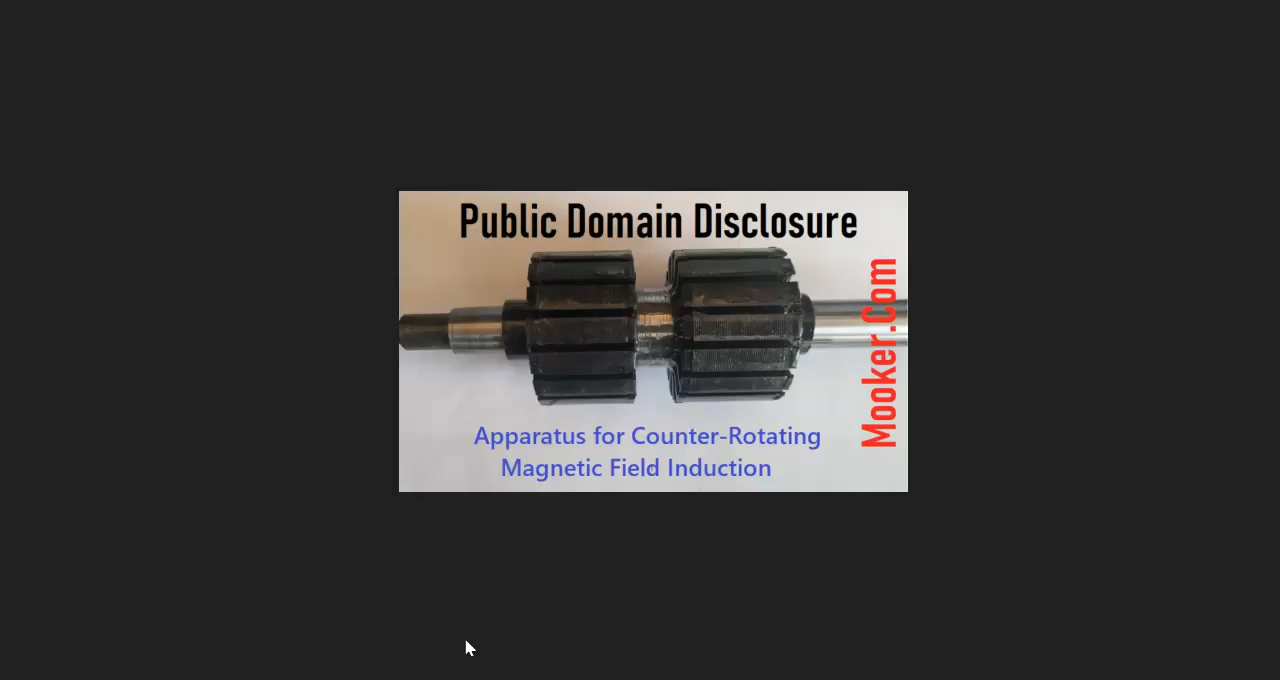 Public Domain Disclosure
Mooker.Com
Apparatus for Counter-Rotating
Magnetic Field Induction